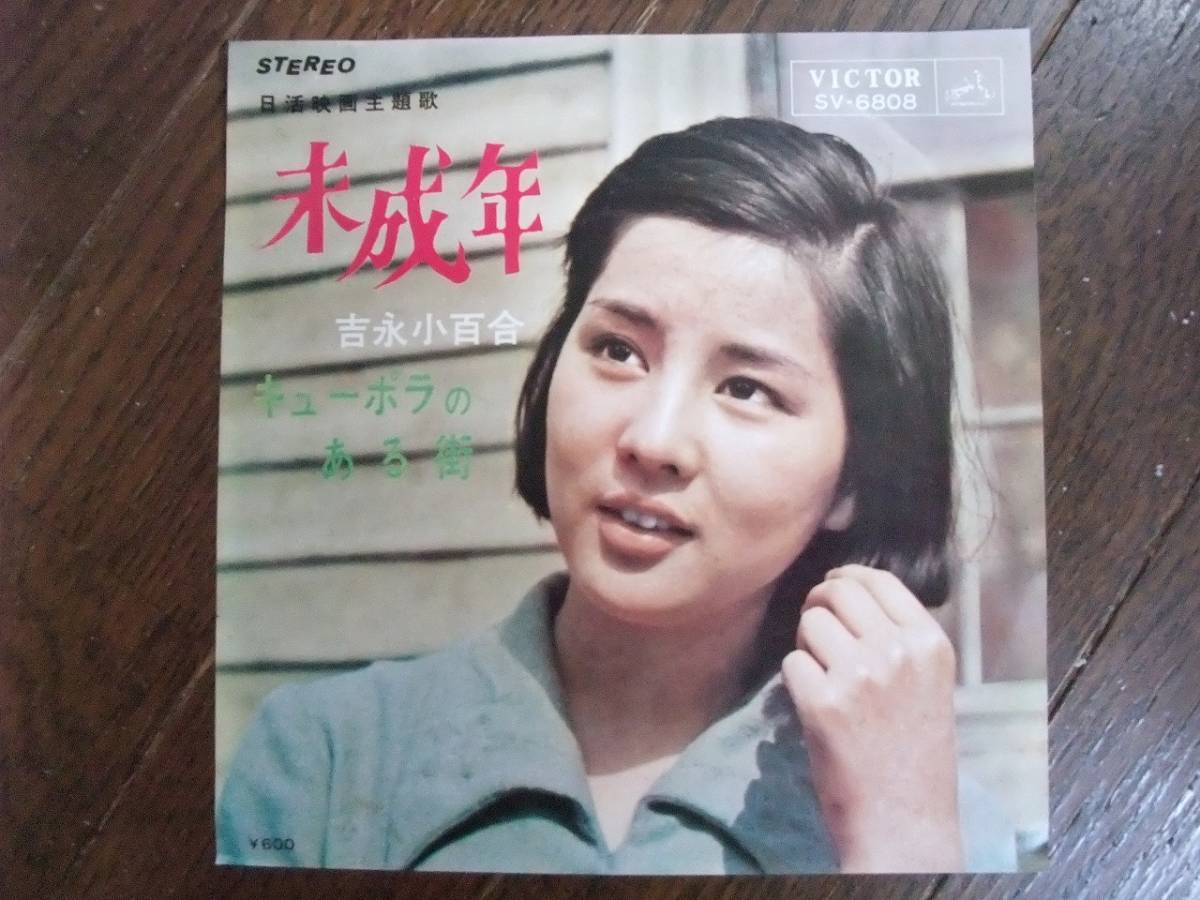 STEREO
日活映画主題歌
未成年
吉永小百合
キューポラの
ある街
VICTOR
SV-6808
¥600